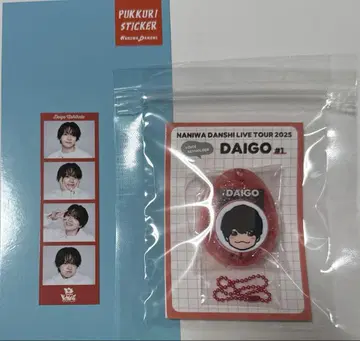 PUKKURI
STICKER
NANIWA DANSHI
Daigo Nishihata
NANIWA DANSHI LIVE TOUR 2025
DAIGO
DAIGO